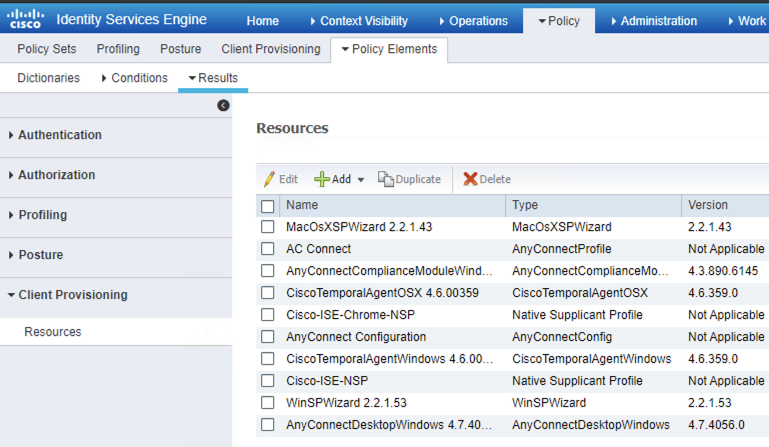 cisco Identity Services Engine Home Context Visibility Operations Policy Administration Work
Policy Sets Profiling Posture Client Provisioning Policy Elements
Dictionaries Conditions Results
Authentication
Authorization
Profiling
Posture
Client Provisioning
Resources
Resources
Edit Add Duplicate Delete
Name Type Version
MacOsXSPWizard 2.2.1.43 MacOsXSPWizard 2.2.1.43
AC Connect AnyConnectProfile Not Applicable
AnyConnectComplianceModuleWind... AnyConnectComplianceMo... 4.3.890.6145
CiscoTemporalAgentOSX 4.6.00359 CiscoTemporalAgentOSX 4.6.359.0
Cisco-ISE-Chrome-NSP Native Supplicant Profile Not Applicable
AnyConnect Configuration AnyConnectConfig Not Applicable
CiscoTemporalAgentWindows 4.6.00... CiscoTemporalAgentWindows 4.6.359.0
Cisco-ISE-NSP Native Supplicant Profile Not Applicable
WinSPWizard 2.2.1.53 WinSPWizard 2.2.1.53
AnyConnectDesktopWindows 4.7.40... AnyConnectDesktopWindows 4.7.4056.0